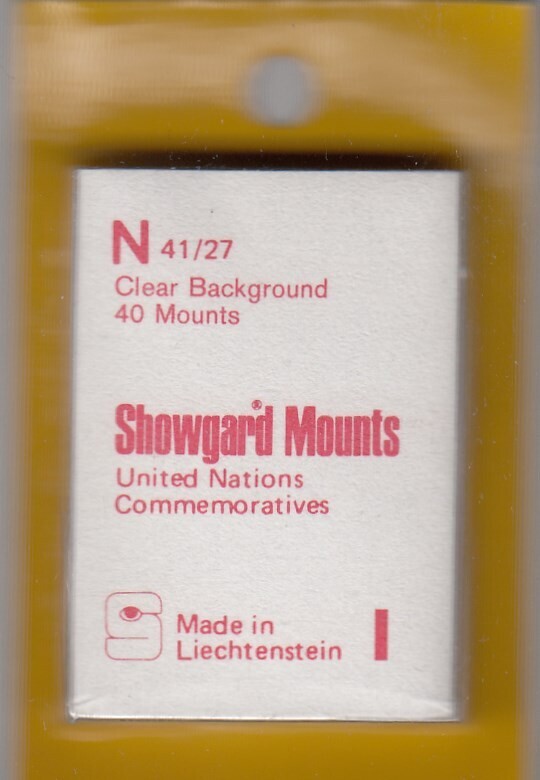 N 41/27
Clear Background
40 Mounts
Showgard® Mounts
United Nations
Commemoratives
Made in
Liechtenstein